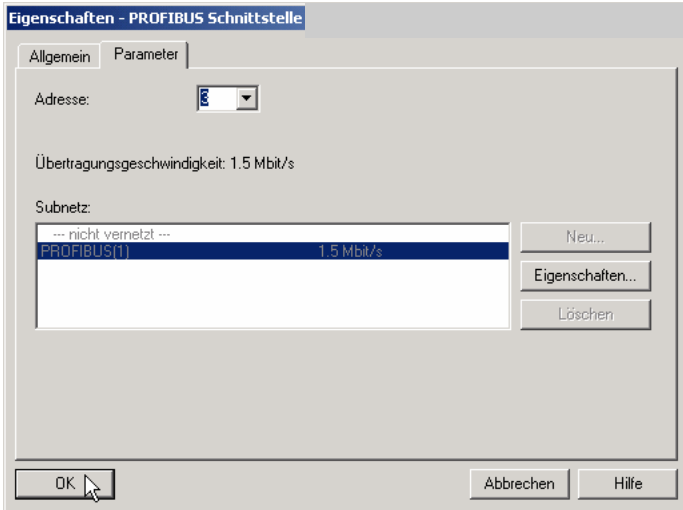 Eigenschaften - PROFIBUS Schnittstelle
Allgemein Parameter
Adresse: 3
Übertragungsgeschwindigkeit: 1.5 Mbit/s
Subnetz:
--- nicht vernetzt ---
PROFIBUS(1) 1.5 Mbit/s
Neu...
Eigenschaften...
Löschen
OK Abbrechen Hilfe